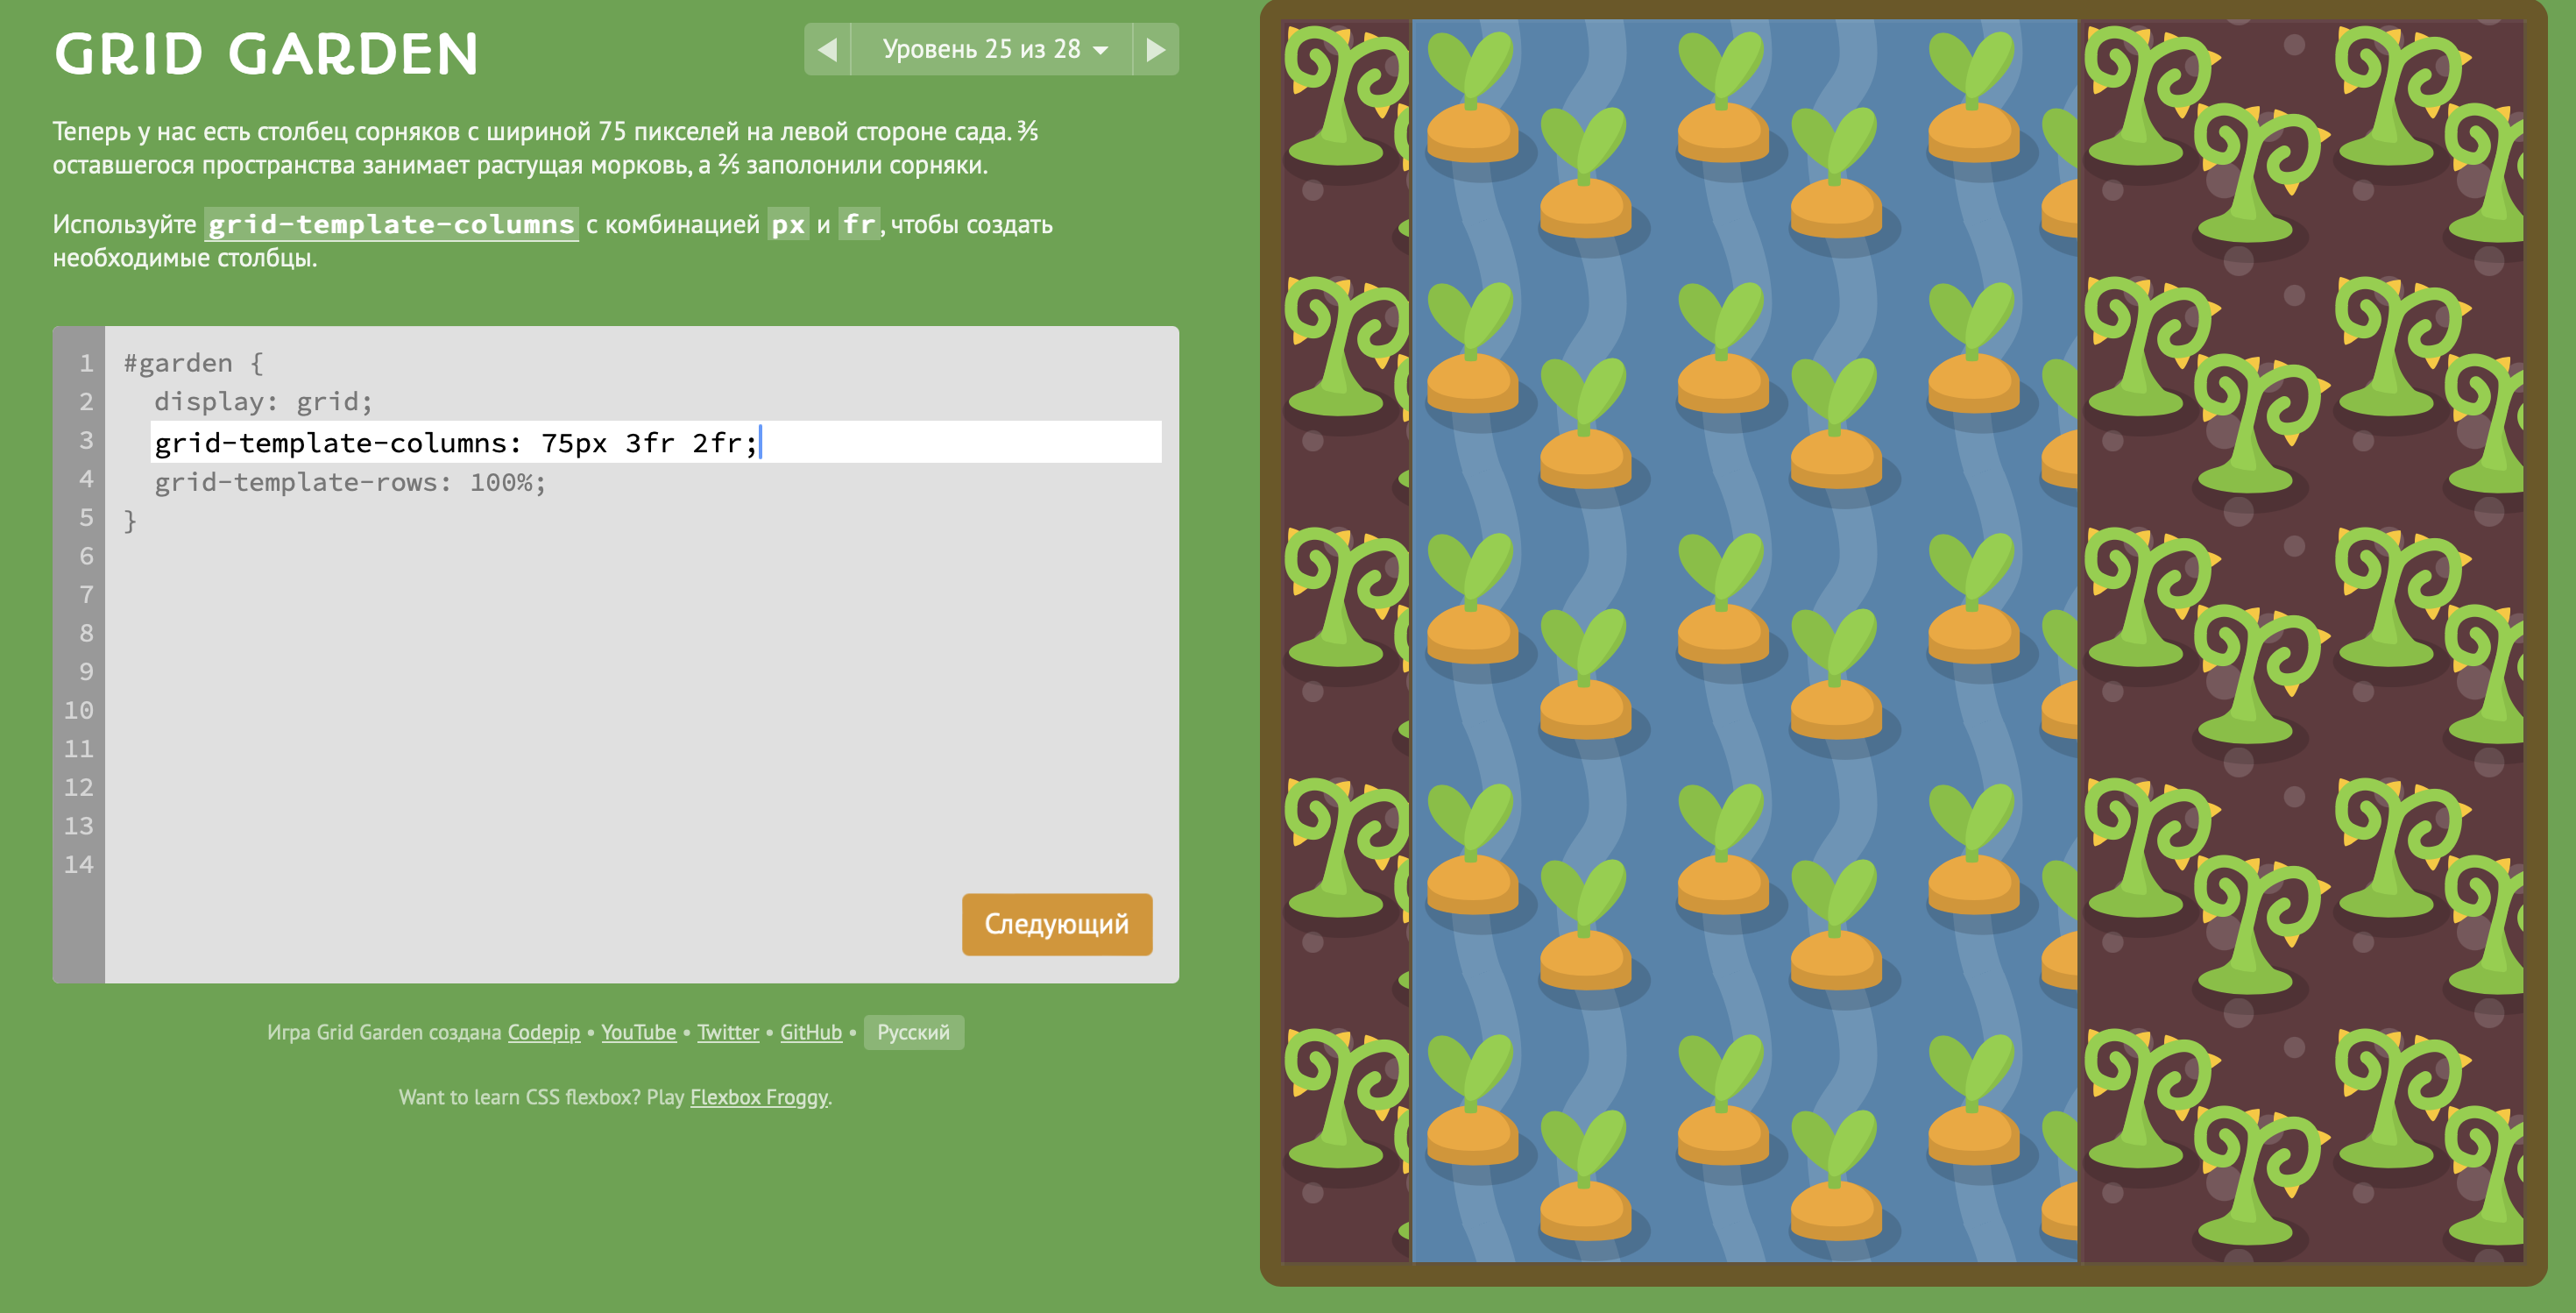 GRID GARDEN
Уровень 25 из 28
Теперь у нас есть столбец сорняков с шириной 75 пикселей на левой стороне сада. ⅗
оставшегося пространства занимает растущая морковь, а ⅖ заполонили сорняки.
Используйте grid-template-columns с комбинацией px и fr, чтобы создать
необходимые столбцы.
1 #garden {
2 display: grid;
3 grid-template-columns: 75px 3fr 2fr;
4 grid-template-rows: 100%;
5 }
6
7
8
9
10
11
12
13
14
Следующий
Игра Grid Garden создана Codepip • YouTube • Twitter • GitHub • Русский
Want to learn CSS flexbox? Play Flexbox Froggy.